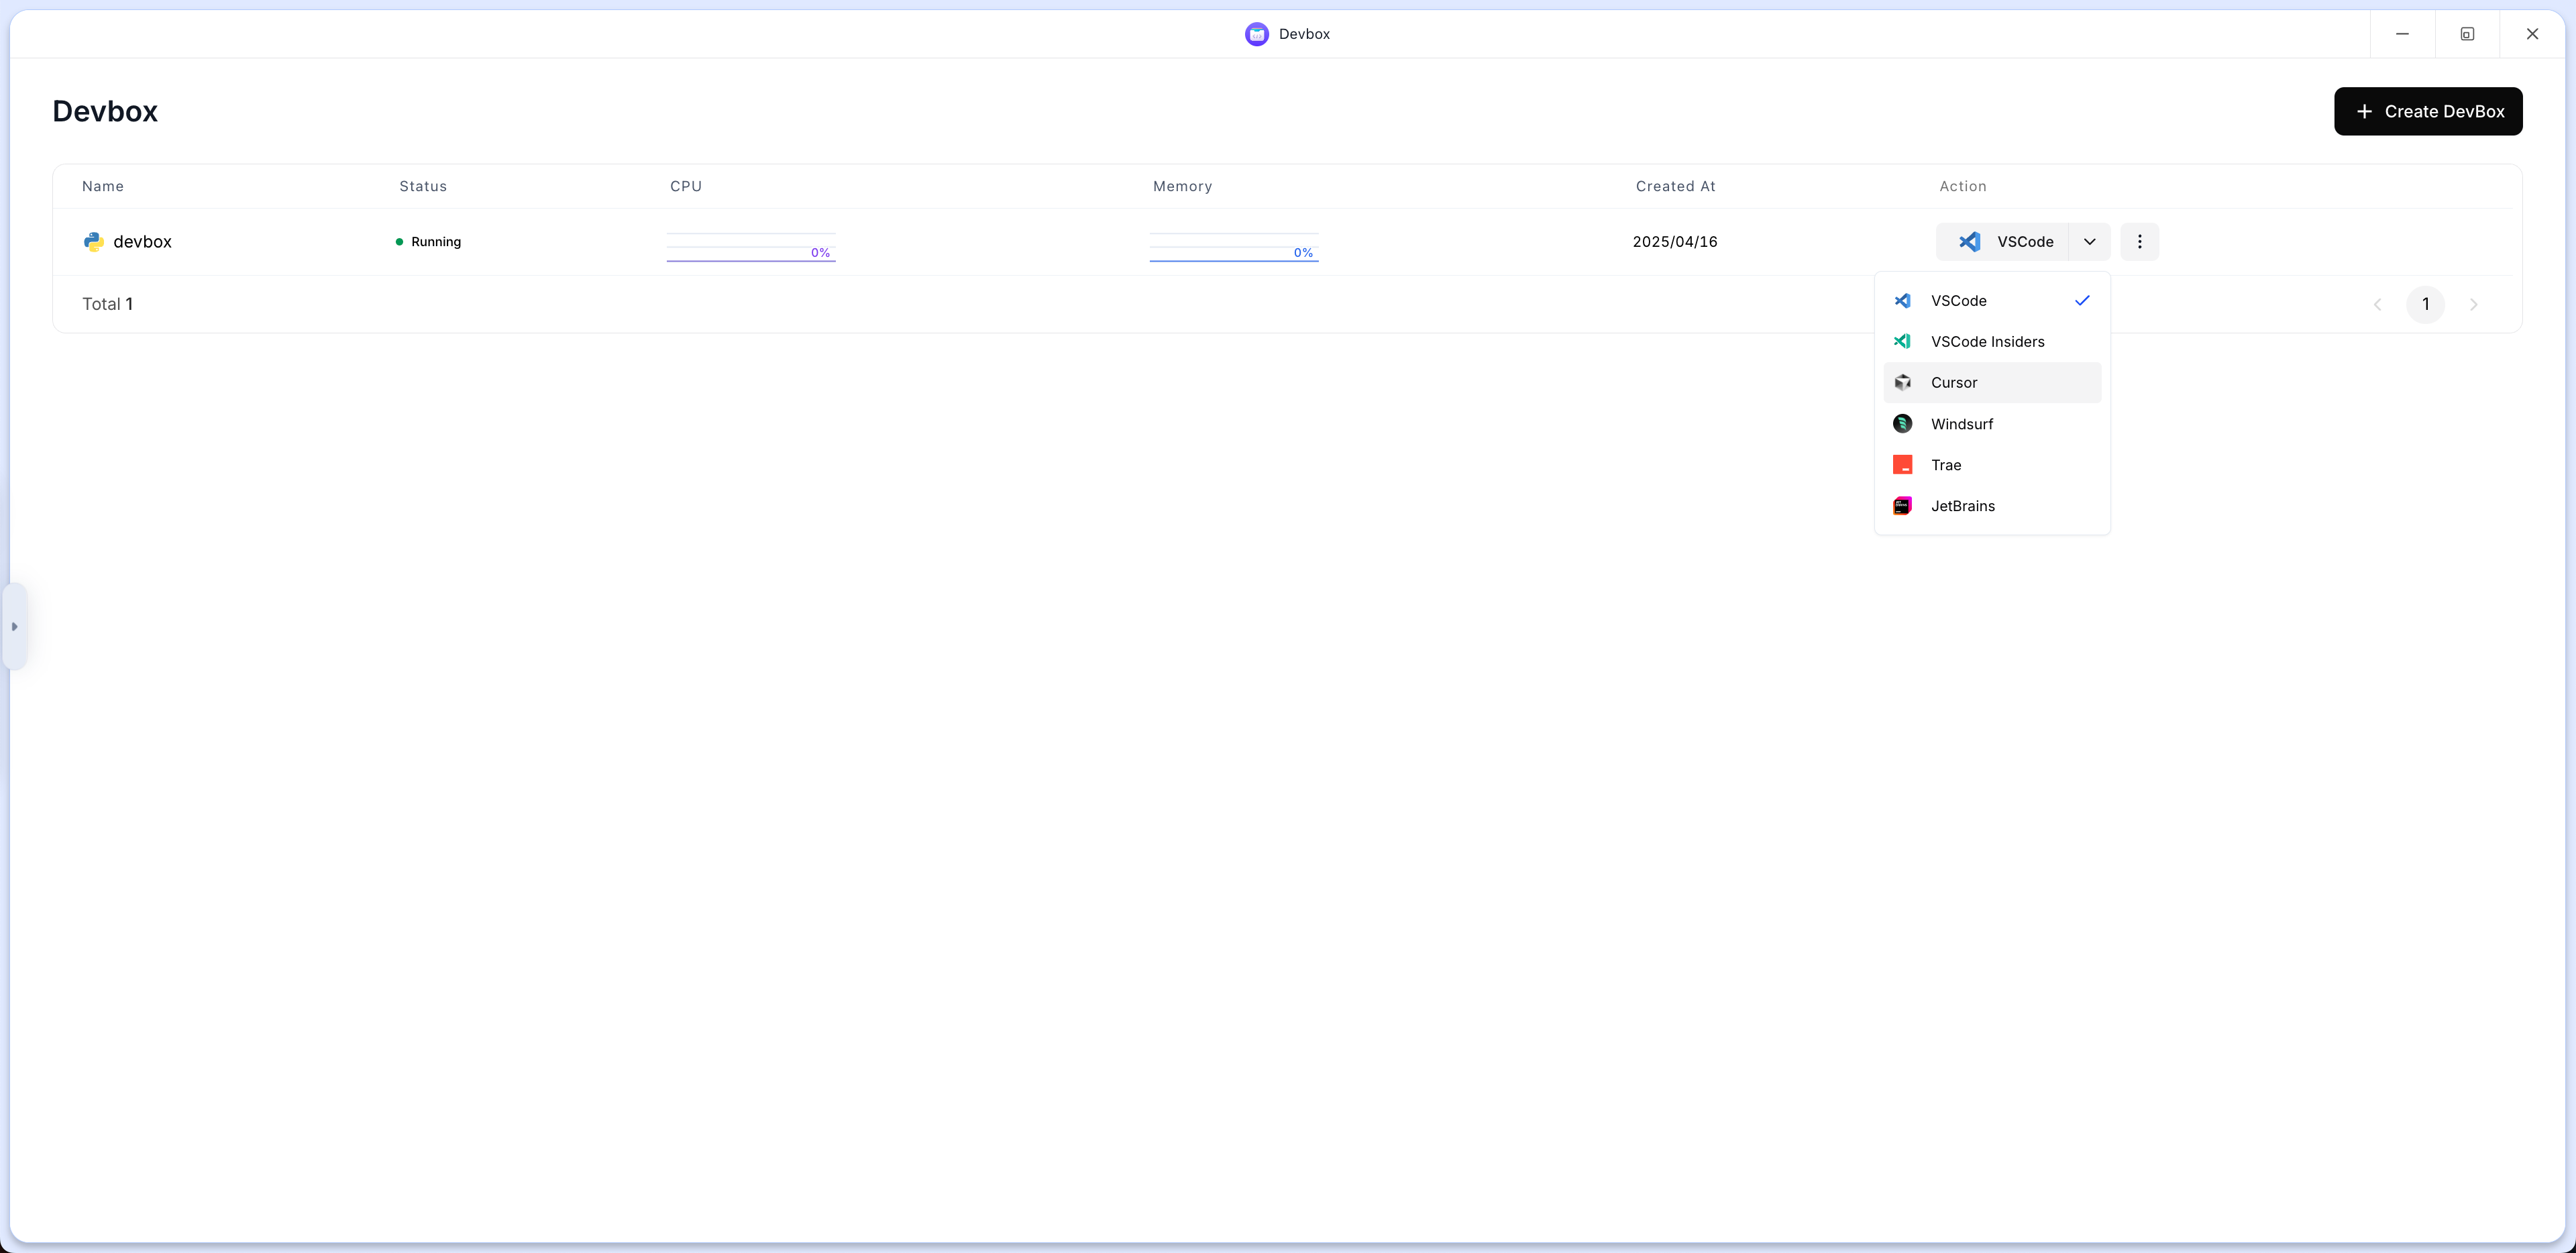 Devbox
Devbox
Create DevBox
Name Status CPU Memory Created At Action
devbox Running 0% 0% 2025/04/16 VSCode
Total 1 1
VSCode
VSCode Insiders
Cursor
Windsurf
Trae
JetBrains